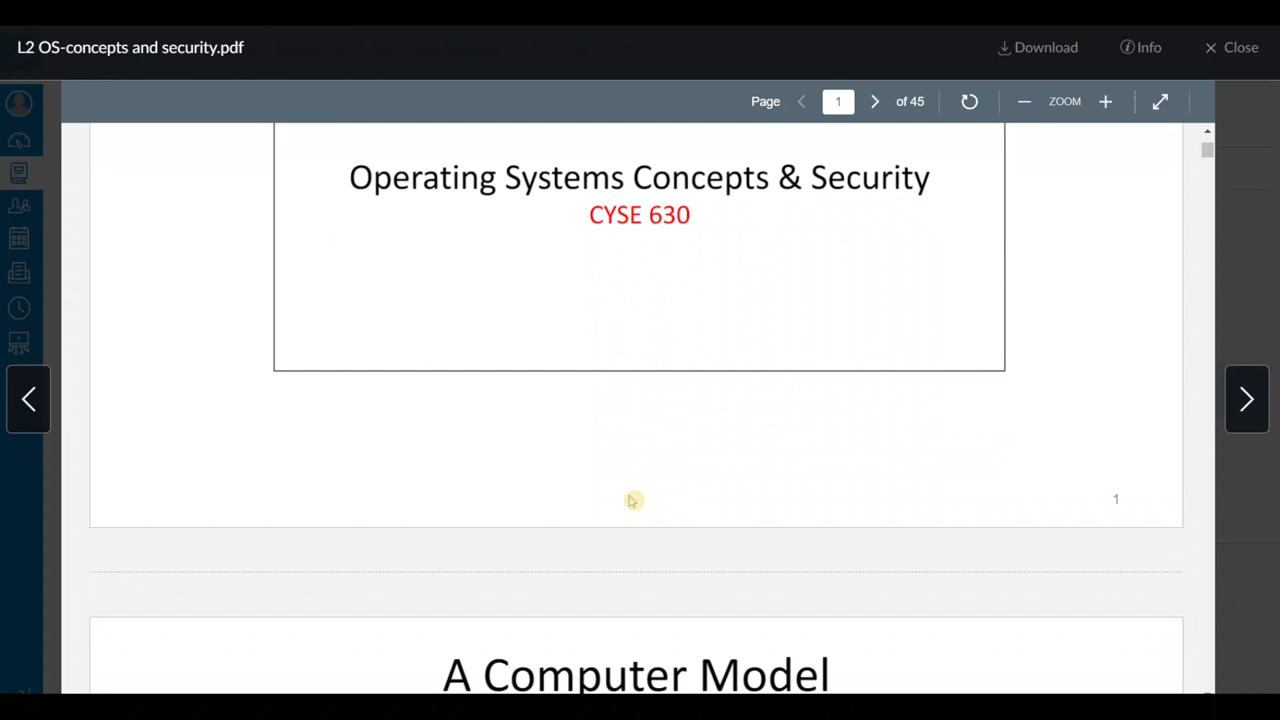 L2 OS-concepts and security.pdf
Download
Info
Close
Page 1 of 45
ZOOM
Operating Systems Concepts & Security
CYSE 630
1
A Computer Model